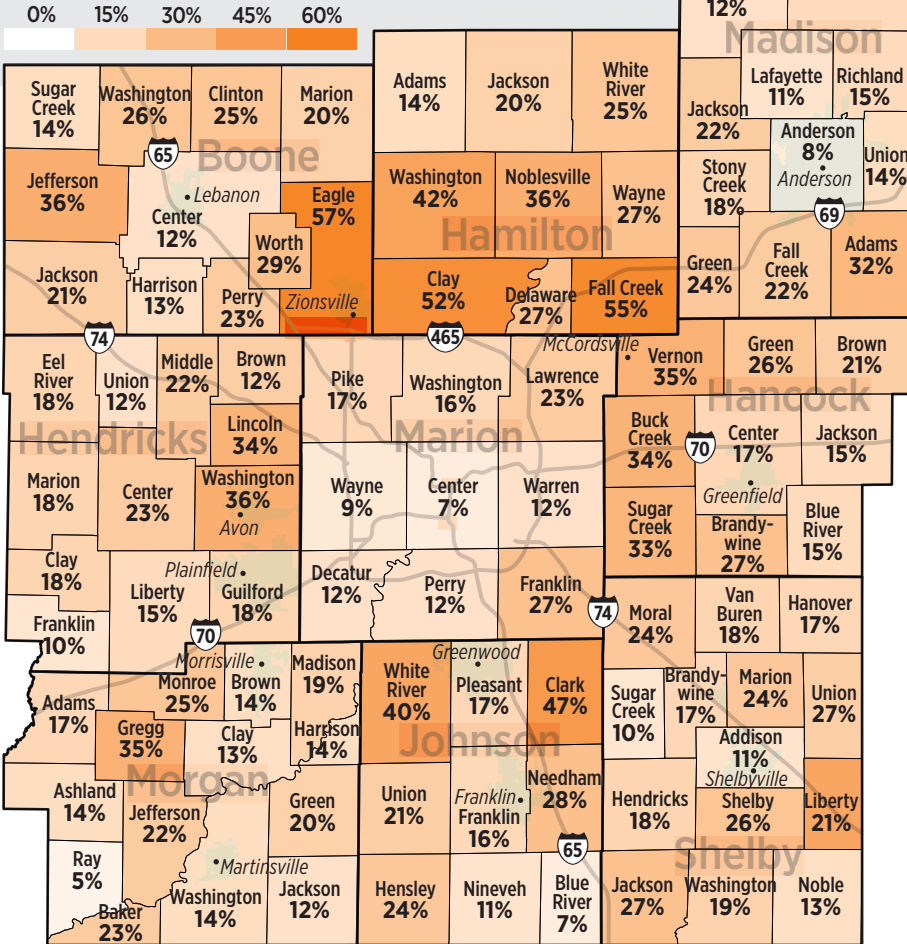 0% 15% 30% 45% 60%
12%
Madison
Lafayette
11%
Richland
15%
Jackson
22%
Anderson
8%
Anderson
Union
14%
Stony
Creek
18%
69
Green
24%
Fall
Creek
22%
Adams
32%
Sugar
Creek
14%
Washington
26%
Clinton
25%
Marion
20%
65
Boone
Jefferson
36%
Lebanon
Center
12%
Eagle
57%
Worth
29%
Jackson
21%
Harrison
13%
Perry
23%
Zionsville
74
Adams
14%
Jackson
20%
White
River
25%
Washington
42%
Noblesville
36%
Wayne
27%
Hamilton
Clay
52%
Delaware
27%
Fall Creek
55%
465
McCordsville
Eel
River
18%
Union
12%
Middle
22%
Brown
12%
Lincoln
34%
Hendricks
Marion
18%
Center
23%
Washington
36%
Avon
Clay
18%
Plainfield
Liberty
15%
Guilford
18%
Franklin
10%
70
Pike
17%
Washington
16%
Lawrence
23%
Marion
Wayne
9%
Center
7%
Warren
12%
Decatur
12%
Perry
12%
Franklin
27%
74
Vernon
35%
Green
26%
Brown
21%
Hancock
Buck
Creek
34%
70
Center
17%
Jackson
15%
Greenfield
Sugar
Creek
33%
Brandy-
wine
27%
Blue
River
15%
Morrisville
Adams
17%
Monroe
25%
Brown
14%
Madison
19%
Gregg
35%
Clay
13%
Harrison
14%
Morgan
Ashland
14%
Jefferson
22%
Green
20%
Ray
5%
Martinsville
Baker
23%
Washington
14%
Jackson
12%
Greenwood
White
River
40%
Pleasant
17%
Clark
47%
Johnson
Union
21%
Franklin
Franklin
16%
Needham
28%
65
Hensley
24%
Nineveh
11%
Blue
River
7%
Moral
24%
Van
Buren
18%
Hanover
17%
Sugar
Creek
10%
Brandy-
wine
17%
Marion
24%
Union
27%
Addison
11%
Shelbyville
Hendricks
18%
Shelby
26%
Liberty
21%
Shelby
Jackson
27%
Washington
19%
Noble
13%